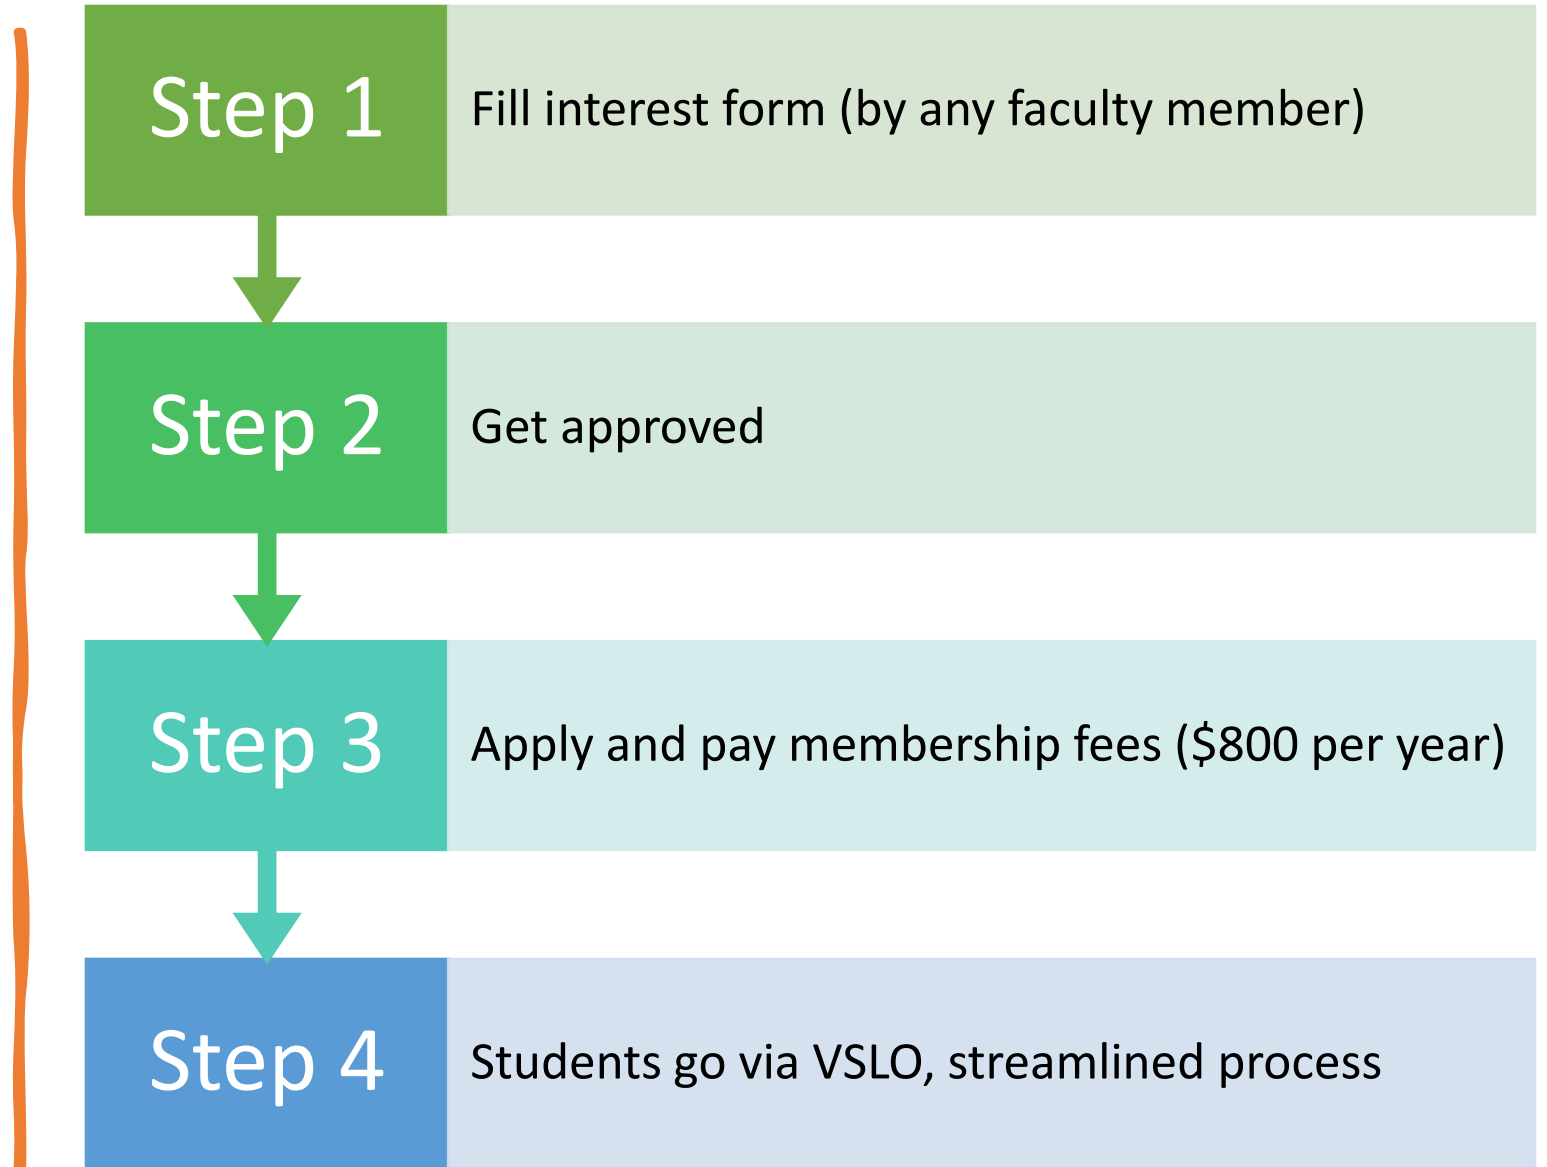 Step 1
Fill interest form (by any faculty member)
Step 2
Get approved
Step 3
Apply and pay membership fees ($800 per year)
Step 4
Students go via VSLO, streamlined process